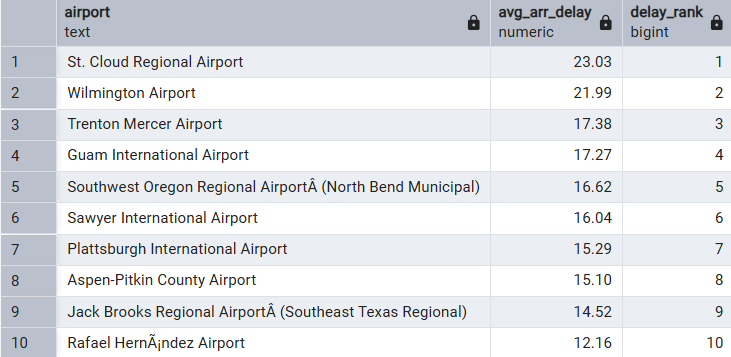 airport avg_arr_delay delay_rank
text numeric bigint
1 St. Cloud Regional Airport 23.03 1
2 Wilmington Airport 21.99 2
3 Trenton Mercer Airport 17.38 3
4 Guam International Airport 17.27 4
5 Southwest Oregon Regional AirportÂ (North Bend Municipal) 16.62 5
6 Sawyer International Airport 16.04 6
7 Plattsburgh International Airport 15.29 7
8 Aspen-Pitkin County Airport 15.10 8
9 Jack Brooks Regional AirportÂ (Southeast Texas Regional) 14.52 9
10 Rafael HernÃ¡ndez Airport 12.16 10